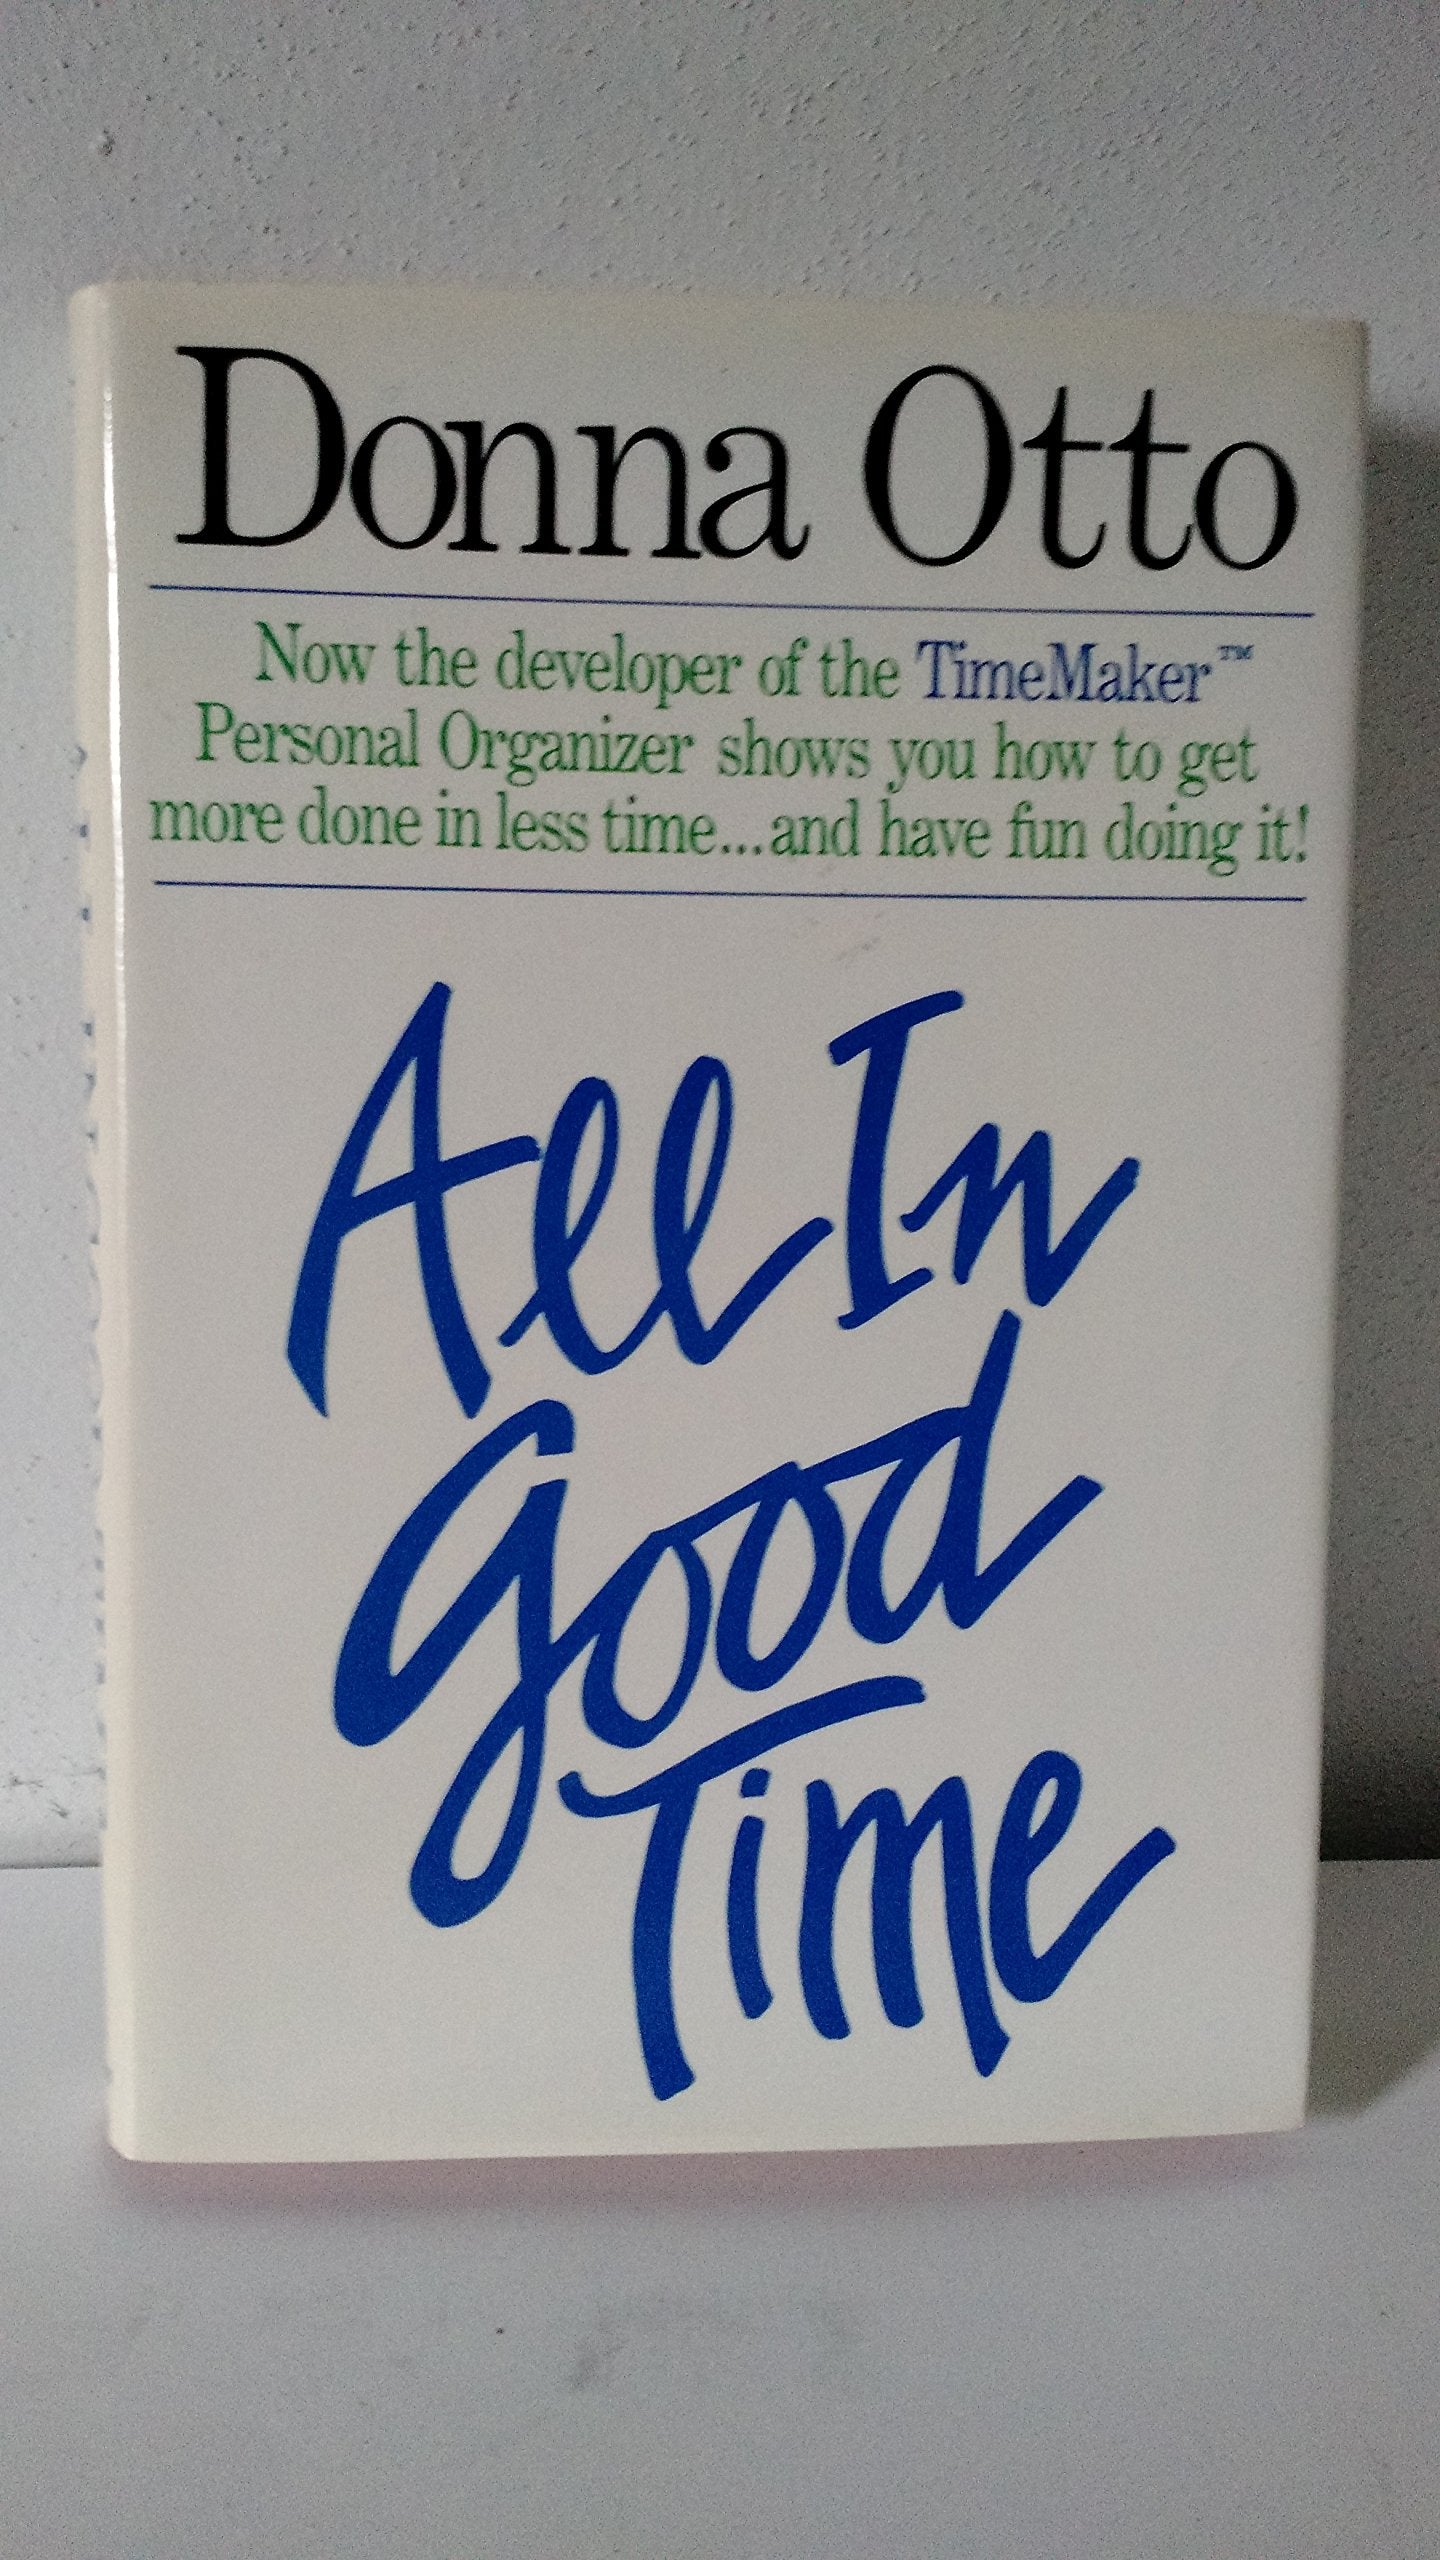 Donna Otto
Now the developer of the TimeMaker™
Personal Organizer shows you how to get
more done in less time...and have fun doing it!
All In
Good
Time